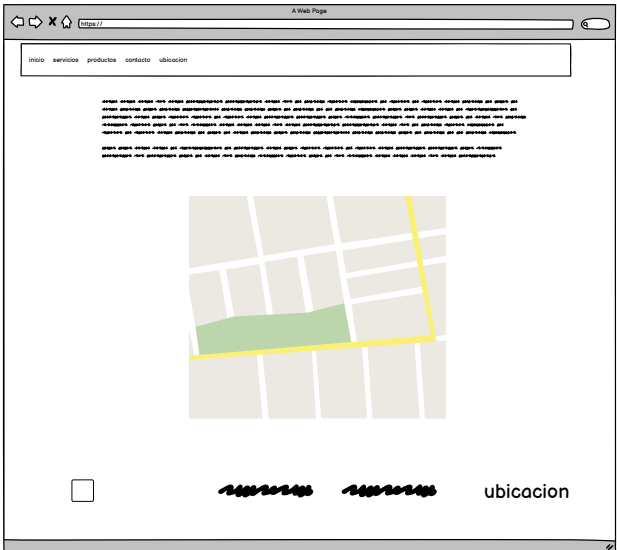 A Web Page
https://
inicio servicios productos contacto ubicacion
ubicacion